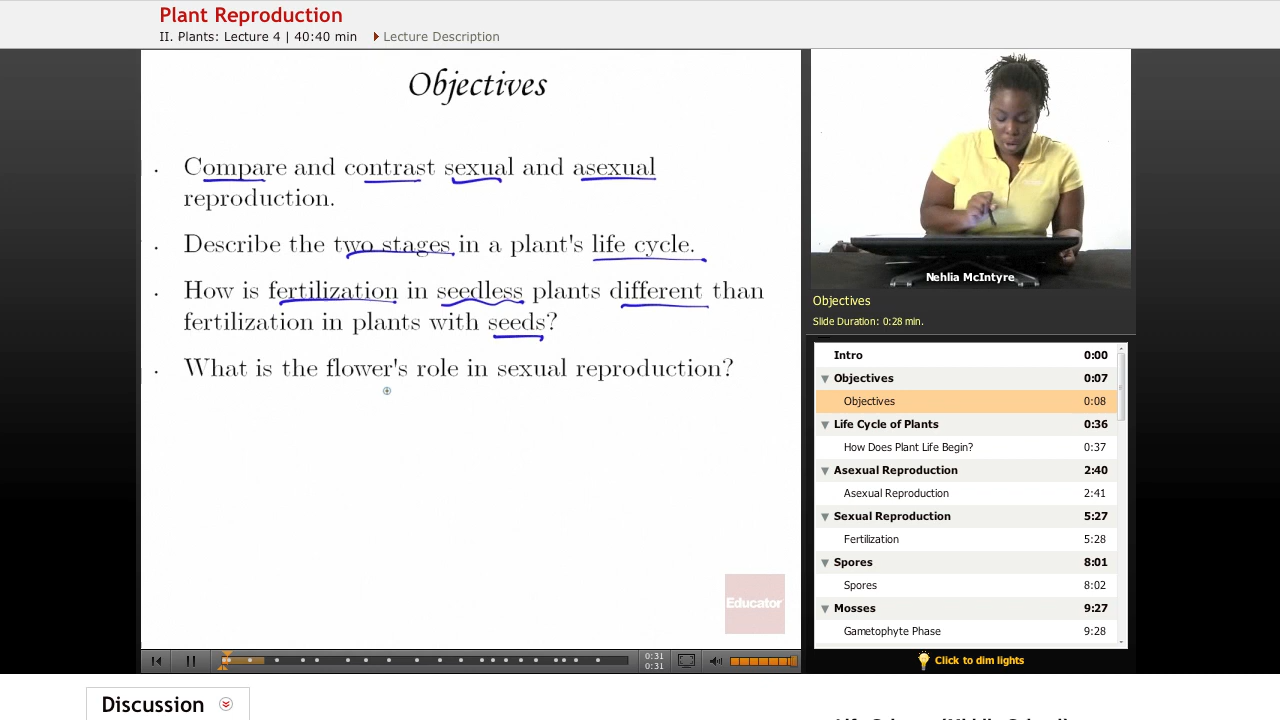 Plant Reproduction
II. Plants: Lecture 4 | 40:40 min
Lecture Description
Objectives
. Compare and contrast sexual and asexual
reproduction.
. Describe the two stages in a plant's life cycle.
. How is fertilization in seedless plants different than
fertilization in plants with seeds?
. What is the flower's role in sexual reproduction?
Educator
0:31
0:31
Nehlia McIntyre
Objectives
Slide Duration: 0:28 min.
Intro 0:00
Objectives 0:07
Objectives 0:08
Life Cycle of Plants 0:36
How Does Plant Life Begin? 0:37
Asexual Reproduction 2:40
Asexual Reproduction 2:41
Sexual Reproduction 5:27
Fertilization 5:28
Spores 8:01
Spores 8:02
Mosses 9:27
Gametophyte Phase 9:28
Click to dim lights
Discussion